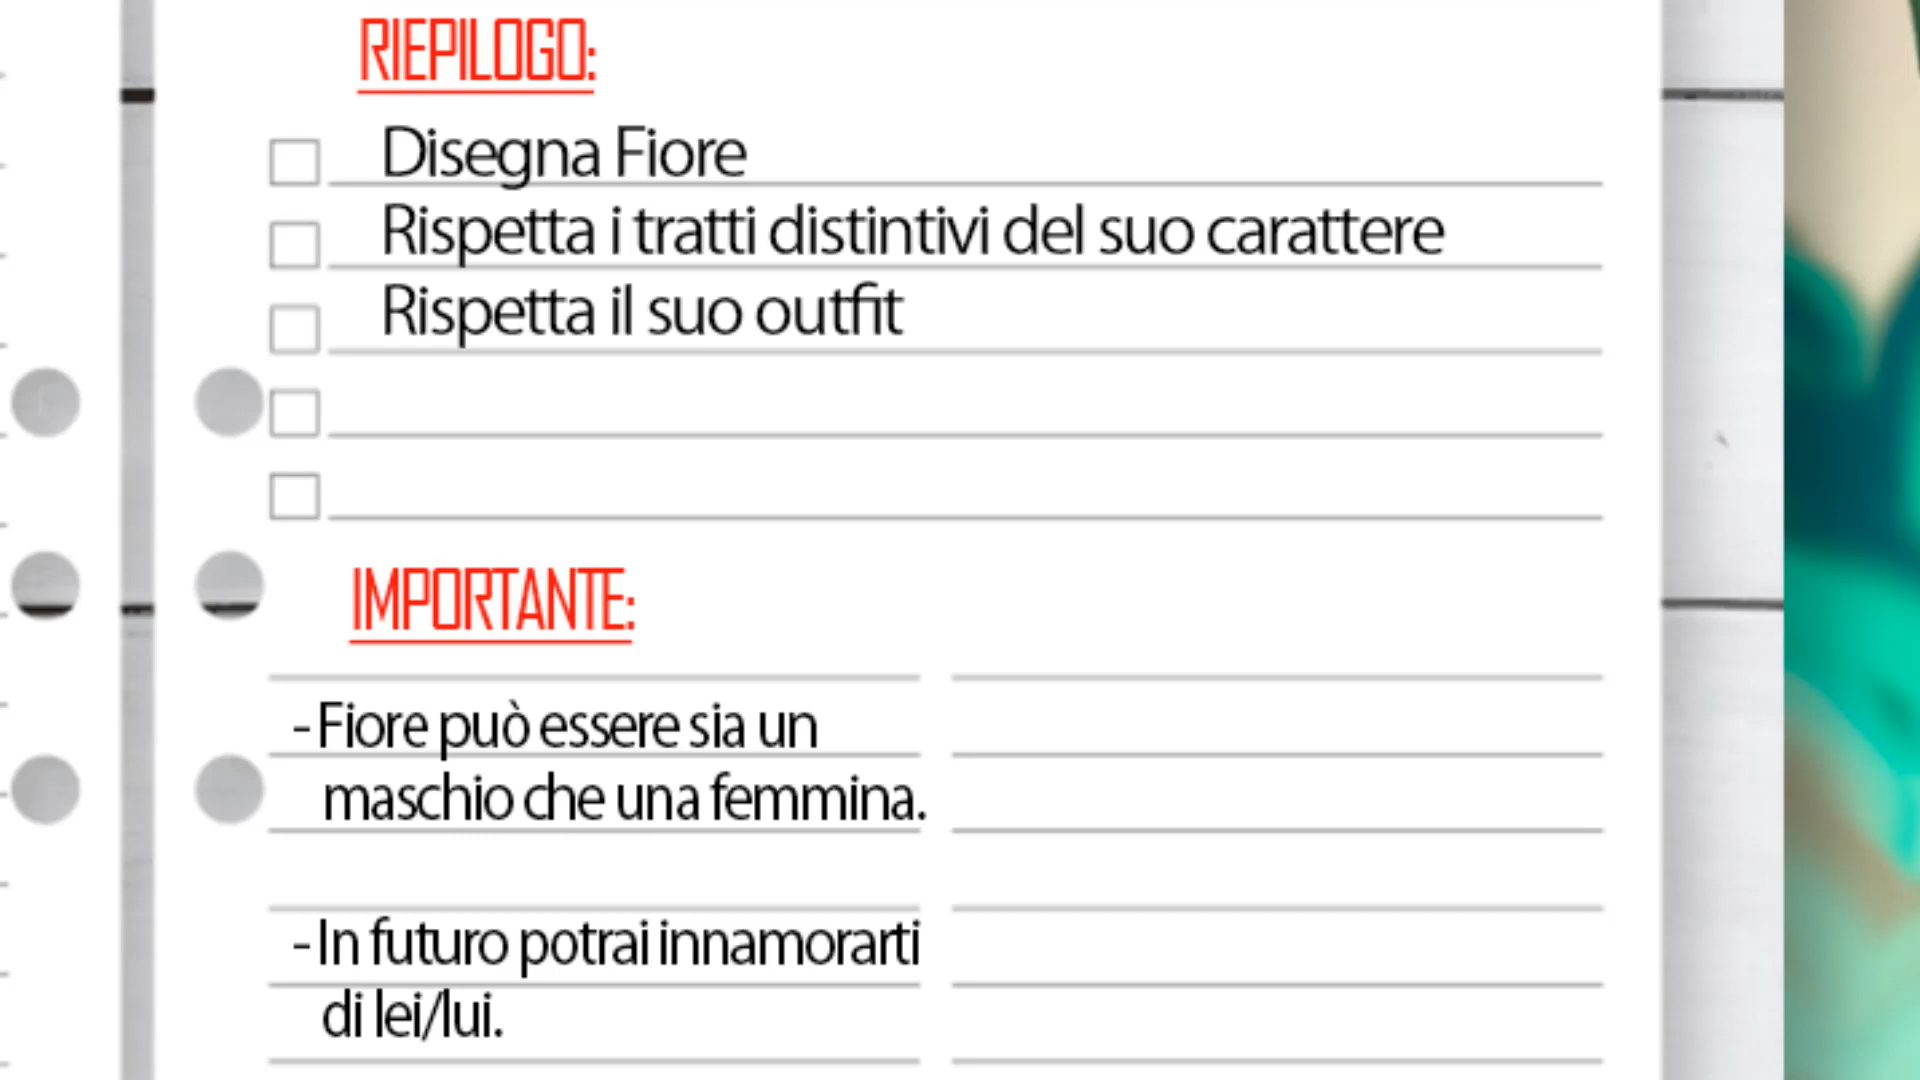 RIEPILOGO:
Disegna Fiore
Rispetta i tratti distintivi del suo carattere
Rispetta il suo outfit
IMPORTANTE:
- Fiore può essere sia un
maschio che una femmina.
- In futuro potrai innamorarti
di lei/lui.